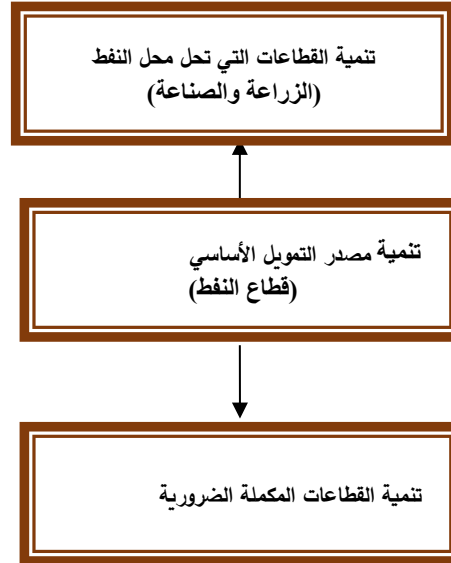 تنمية القطاعات التي تحل محل النفط
(الزراعة والصناعة)
تنمية مصدر التمويل الأساسي
(قطاع النفط)
تنمية القطاعات المكملة الضرورية